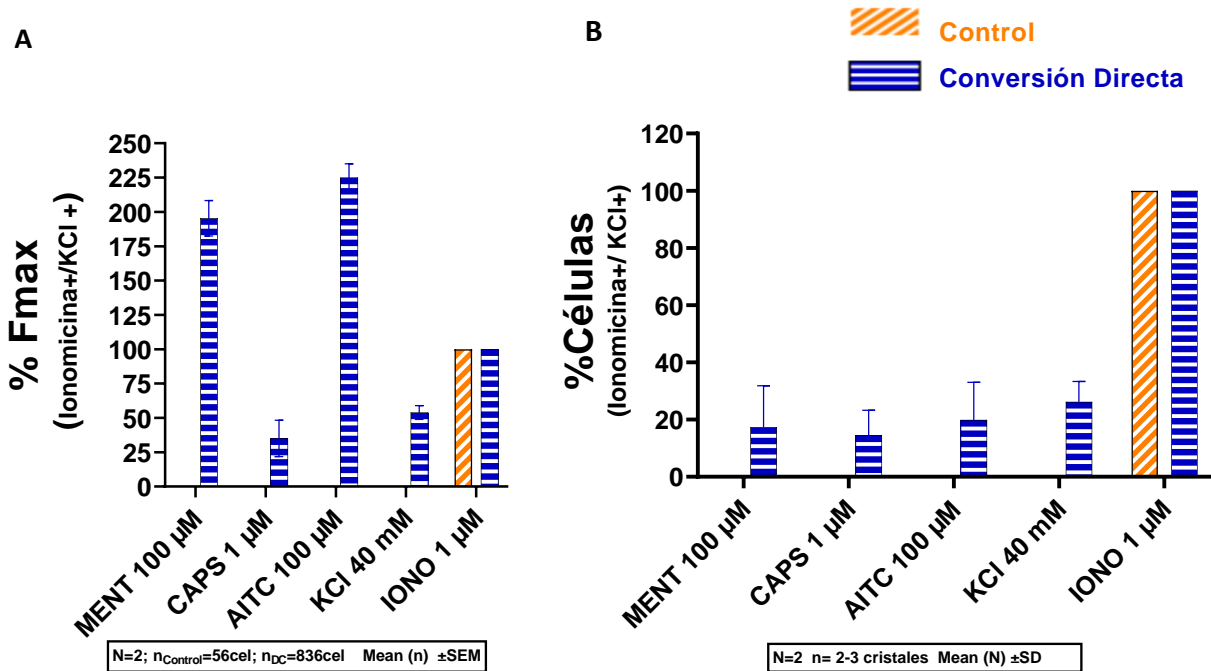 A
B
Control
Conversión Directa
% Fmax
(Ionomicina+/KCl +)
250
225
200
175
150
125
100
75
50
25
0
MENT 100 µM
CAPS 1 µM
AITC 100 µM
KCl 40 mM
IONO 1 µM
N=2; nControl=56cel; nDC=836cel Mean (n) ±SEM
%Células
(Ionomicina+/ KCl+)
120
100
80
60
40
20
0
MENT 100 µM
CAPS 1 µM
AITC 100 µM
KCl 40 mM
IONO 1 µM
N=2 n= 2-3 cristales Mean (N) ±SD